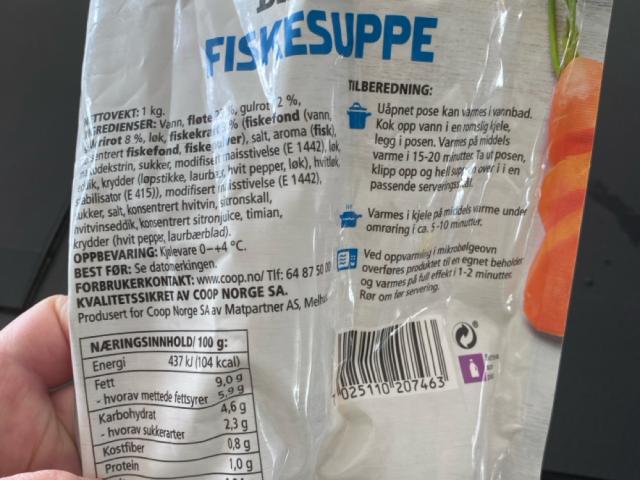 FISKESUPPE
NETTOVEKT: 1 kg.
INGREDIENSER: Vann, fløte %, gulrot 2 %,
8 %, løk, fiskekraft % (fiskefond (vann,
fiskefond, salt, aroma (fisk),
sukker, modifisert maisstivelse (E 1442), løk,
krydder (løpstikke, laurbær, hvit pepper, løk), hvitløk,
stabilisator (E 415)), modifisert maisstivelse (E 1442),
sukker, salt, konsentrert hvitvin, sitronskall,
hvitvinseddik, konsentrert sitronjuice, timian,
krydder (hvit pepper, laurbærblad).
OPPBEVARING: Kjølevare 0–+4 °C.
BEST FØR: Se datomerkingen.
FORBRUKERKONTAKT: www.coop.no/ Tlf: 64 87 50 00
KVALITETSSIKRET AV COOP NORGE SA.
Produsert for Coop Norge SA av Matpartner AS, Melhus
NÆRINGSINNHOLD/ 100 g:
Energi 437 kJ (104 kcal)
Fett 9,0 g
- hvorav mettede fettsyrer 5,9 g
Karbohydrat 4,6 g
- hvorav sukkerarter 2,3 g
Kostfiber 0,8 g
Protein 1,0 g
TILBEREDNING:
Uåpnet pose kan varmes i vannbad.
Kok opp vann i en romslig kjele,
legg i posen. Varmes på middels
varme i 15-20 minutter. Ta ut posen,
klipp opp og hell suppen over i en
passende serveringsskål.
Varmes i kjele på middels varme under
omrøring i ca. 5-10 minutter.
Ved oppvarming i mikrobølgeovn
overføres produktet til en egnet beholder
og varmes på full effekt i 1-2 minutter.
Rør om før servering.
7 025110 207463